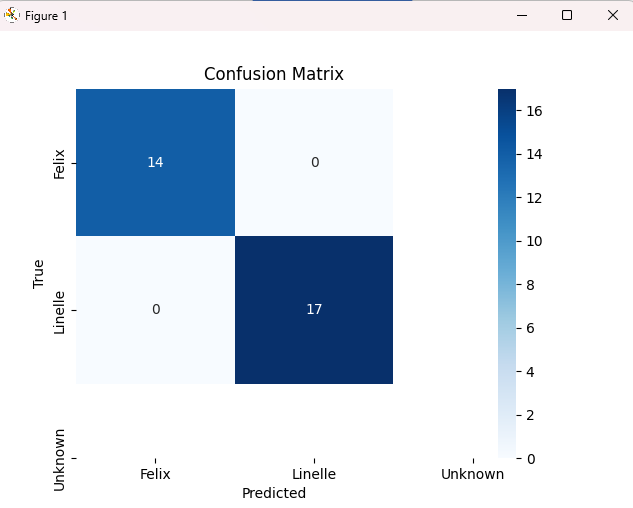 Figure 1
Confusion Matrix
True
Felix
14 0
Linelle
0 17
Unknown
Felix Linelle Unknown
Predicted
16
14
12
10
8
6
4
2
0